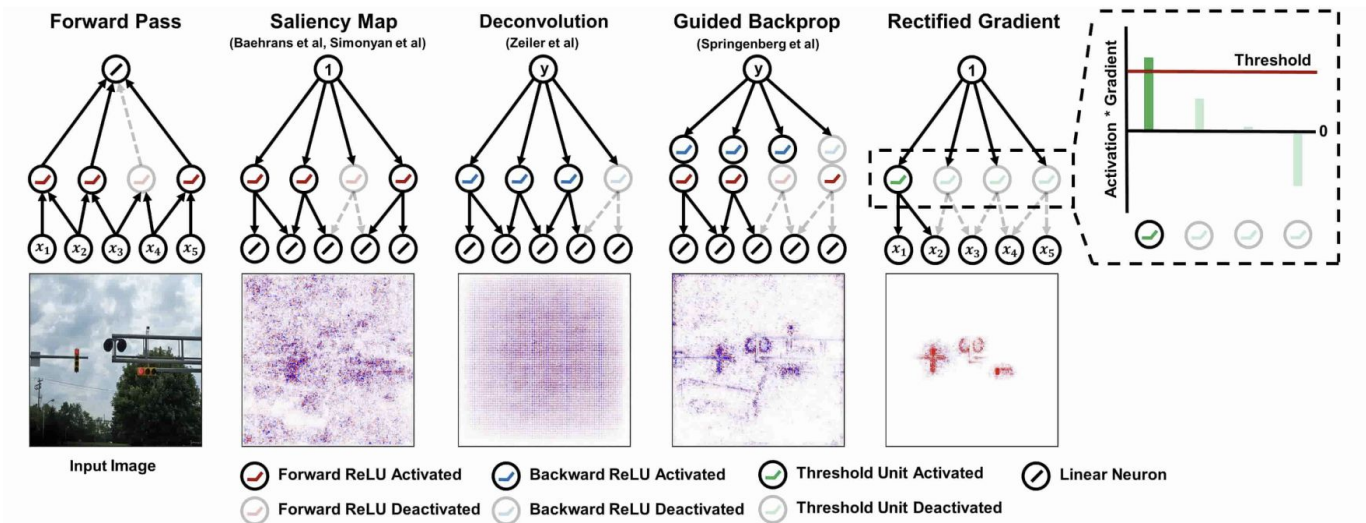 Forward Pass
Saliency Map
(Baehrans et al, Simonyan et al)
Deconvolution
(Zeiler et al)
Guided Backprop
(Springenberg et al)
Rectified Gradient
1
y
y
1
Activation * Gradient
Threshold
0
x₁ x₂ x₃ x₄ x₅
x₁ x₂ x₃ x₄ x₅
Input Image
Forward ReLU Activated
Backward ReLU Activated
Threshold Unit Activated
Linear Neuron
Forward ReLU Deactivated
Backward ReLU Deactivated
Threshold Unit Deactivated